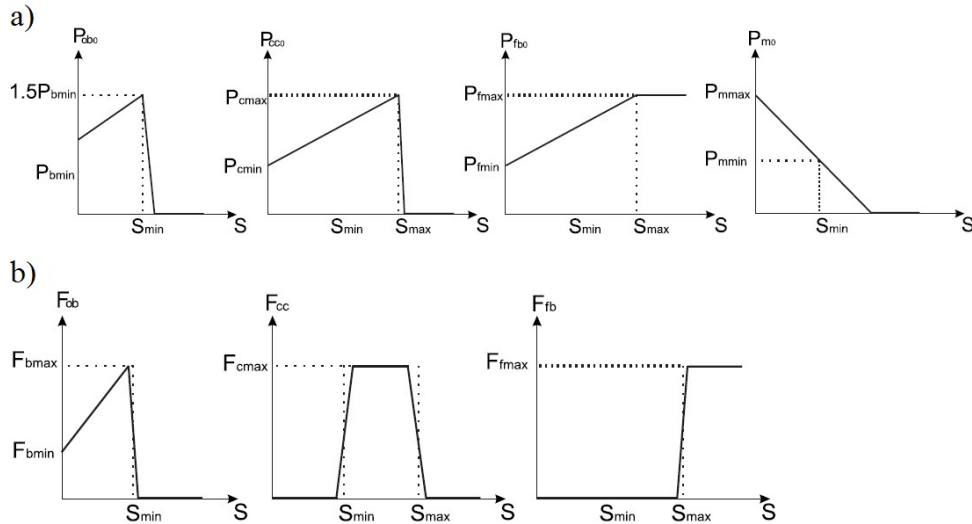 a)
Pob0
1.5Pbmin
Pbmin
Smin
S
Pcc0
Pcmax
Pcmin
Smin
Smax
S
Pfb0
Pfmax
Pfmin
Smin
Smax
S
Pm0
Pmmax
Pmmin
Smin
S
b)
Fob
Fbmax
Fbmin
Smin
S
Fcc
Fcmax
Smin
Smax
S
Ffb
Ffmax
Smin
Smax
S